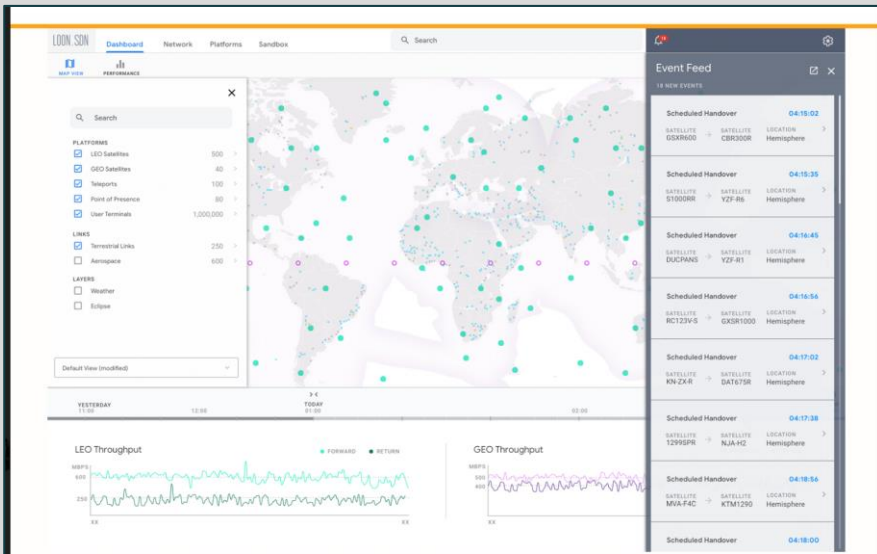 LOON.SDN Dashboard Network Platforms Sandbox Search 18
MAP VIEW PERFORMANCE
Search
PLATFORMS
LEO Satellites 500
GEO Satellites 40
Teleports 100
Point of Presence 80
User Terminals 1,000,000
LINKS
Terrestrial Links 250
Aerospace 600
LAYERS
Weather
Eclipse
Default View (modified)
YESTERDAY TODAY
11:00 12:00 01:00 02:00
LEO Throughput FORWARD RETURN
MBPS
600
250
XX XX
GEO Throughput
MBPS
500
400
XX
Event Feed
18 NEW EVENTS
Scheduled Handover 04:15:02
SATELLITE SATELLITE LOCATION
GSXR600 CBR300R Hemisphere
Scheduled Handover 04:15:35
SATELLITE SATELLITE LOCATION
S1000RR YZF-R6 Hemisphere
Scheduled Handover 04:16:45
SATELLITE SATELLITE LOCATION
DUCPANS YZF-R1 Hemisphere
Scheduled Handover 04:16:56
SATELLITE SATELLITE LOCATION
RC123V-S GXSR1000 Hemisphere
Scheduled Handover 04:17:02
SATELLITE SATELLITE LOCATION
KN-ZX-R DAT675R Hemisphere
Scheduled Handover 04:17:38
SATELLITE SATELLITE LOCATION
1299SPR NJA-H2 Hemisphere
Scheduled Handover 04:18:56
SATELLITE SATELLITE LOCATION
MVA-F4C KTM1290 Hemisphere
Scheduled Handover 04:18:00